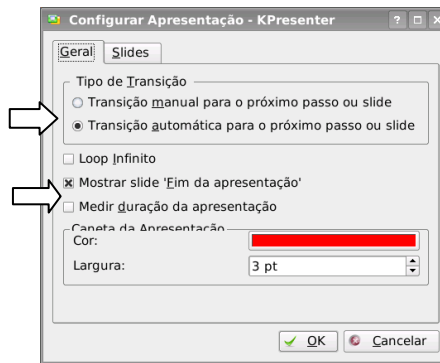 Configurar Apresentação - KPresenter
Geral Slides
Tipo de Transição
Transição manual para o próximo passo ou slide
Transição automática para o próximo passo ou slide
Loop Infinito
Mostrar slide 'Fim da apresentação'
Medir duração da apresentação
Caneta da Apresentação
Cor:
Largura: 3 pt
OK Cancelar